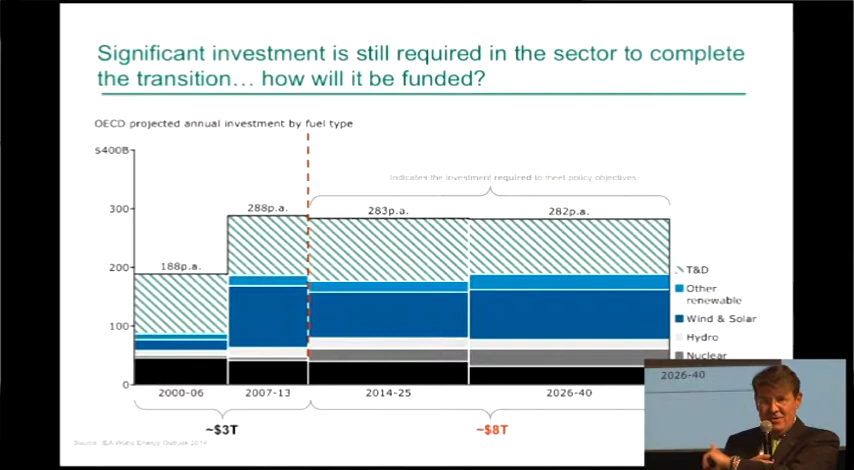 Significant investment is still required in the sector to complete
the transition... how will it be funded?
OECD projected annual investment by fuel type
$400B
Indicates the investment required to meet policy objectives
288p.a.
283p.a.
282p.a.
300
188p.a.
200
T&D
Other
renewable
Wind & Solar
100
Hydro
Nuclear
0
2000-06
2007-13
2014-25
2026-40
2026-40
~$3T
~$8T
Source: IEA World Energy Outlook 2014